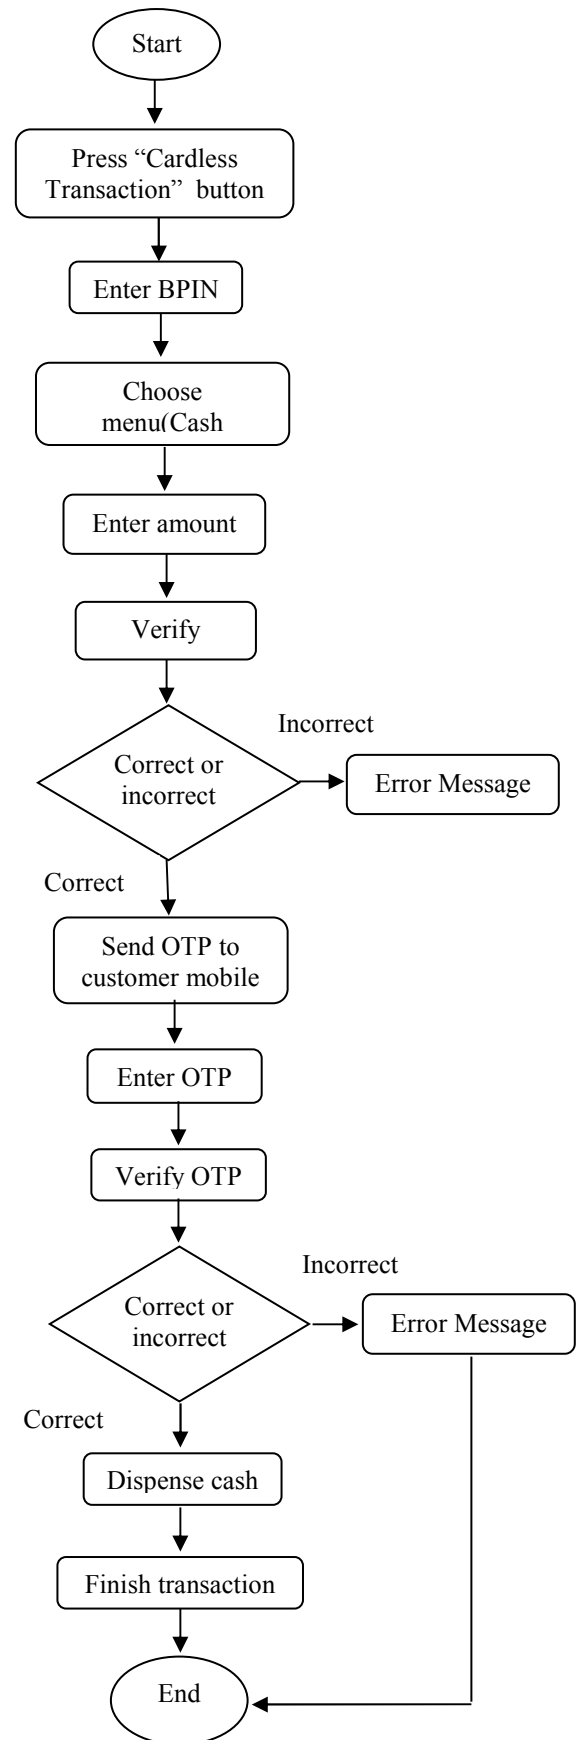 Start
Press “Cardless
Transaction” button
Enter BPIN
Choose
menu(Cash
Enter amount
Verify
Incorrect
Correct or
incorrect
Error Message
Correct
Send OTP to
customer mobile
Enter OTP
Verify OTP
Incorrect
Correct or
incorrect
Error Message
Correct
Dispense cash
Finish transaction
End